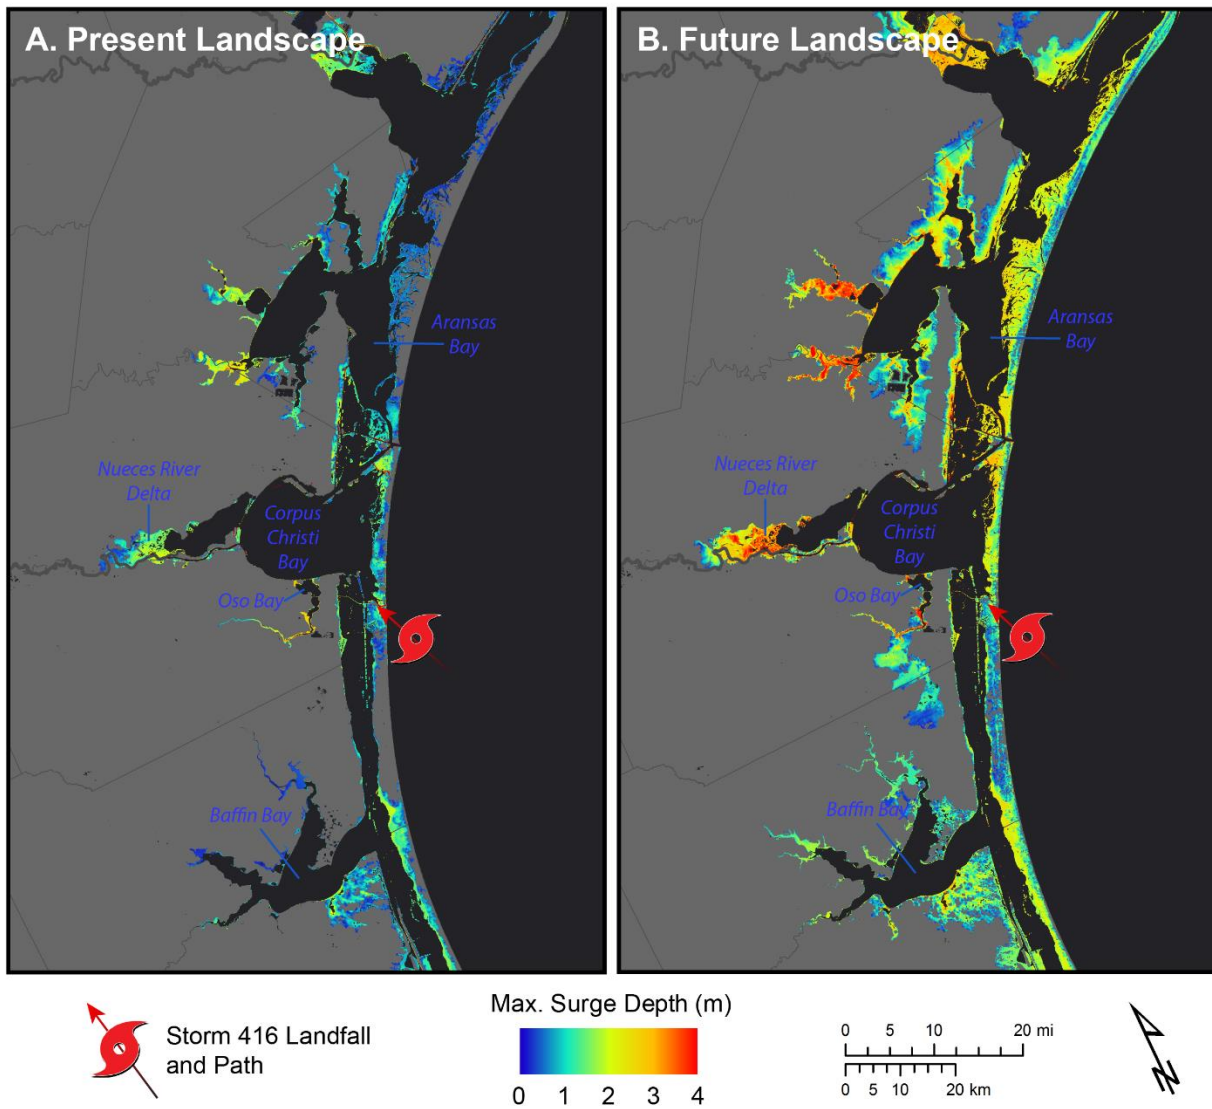 A. Present Landscape
Aransas
Bay
Nueces River
Delta
Corpus
Christi
Bay
Oso Bay
Baffin Bay
B. Future Landscape
Aransas
Bay
Nueces River
Delta
Corpus
Christi
Bay
Oso Bay
Baffin Bay
Storm 416 Landfall
and Path
Max. Surge Depth (m)
0 1 2 3 4
0 5 10 20 mi
0 5 10 20 km
N